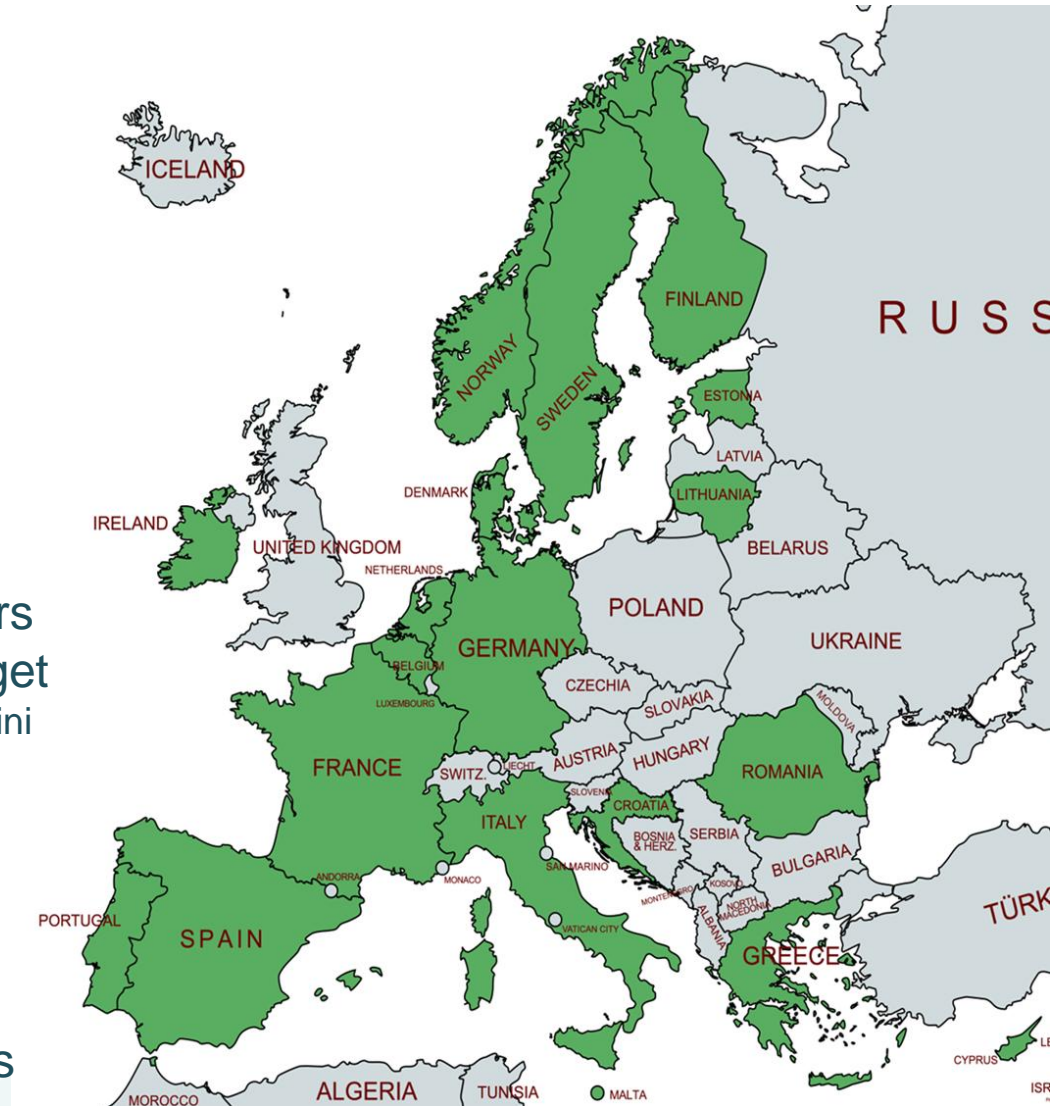 ICELAND
RUSS
FINLAND
NORWAY
SWEDEN
ESTONIA
LATVIA
DENMARK
LITHUANIA
IRELAND
UNITED KINGDOM
BELARUS
NETHERLANDS
rs
POLAND
GERMANY
UKRAINE
get
BELGIUM
CZECHIA
LUXEMBOURG
SLOVAKIA
MOLDOVA
ini
AUSTRIA
HUNGARY
FRANCE
SWITZ.
LIECHT
ROMANIA
SLOVENIA
CROATIA
ITALY
BOSNIA
& HERZ.
SERBIA
BULGARIA
SAN MARINO
ANDORRA
MONACO
KOSOVO
MONTENEGRO
NORTH
MACEDONIA
ALBANIA
TÜRK
PORTUGAL
SPAIN
VATICAN CITY
GREECE
s
CYPRUS
LE
ISR
MOROCCO
ALGERIA
TUNISIA
MALTA